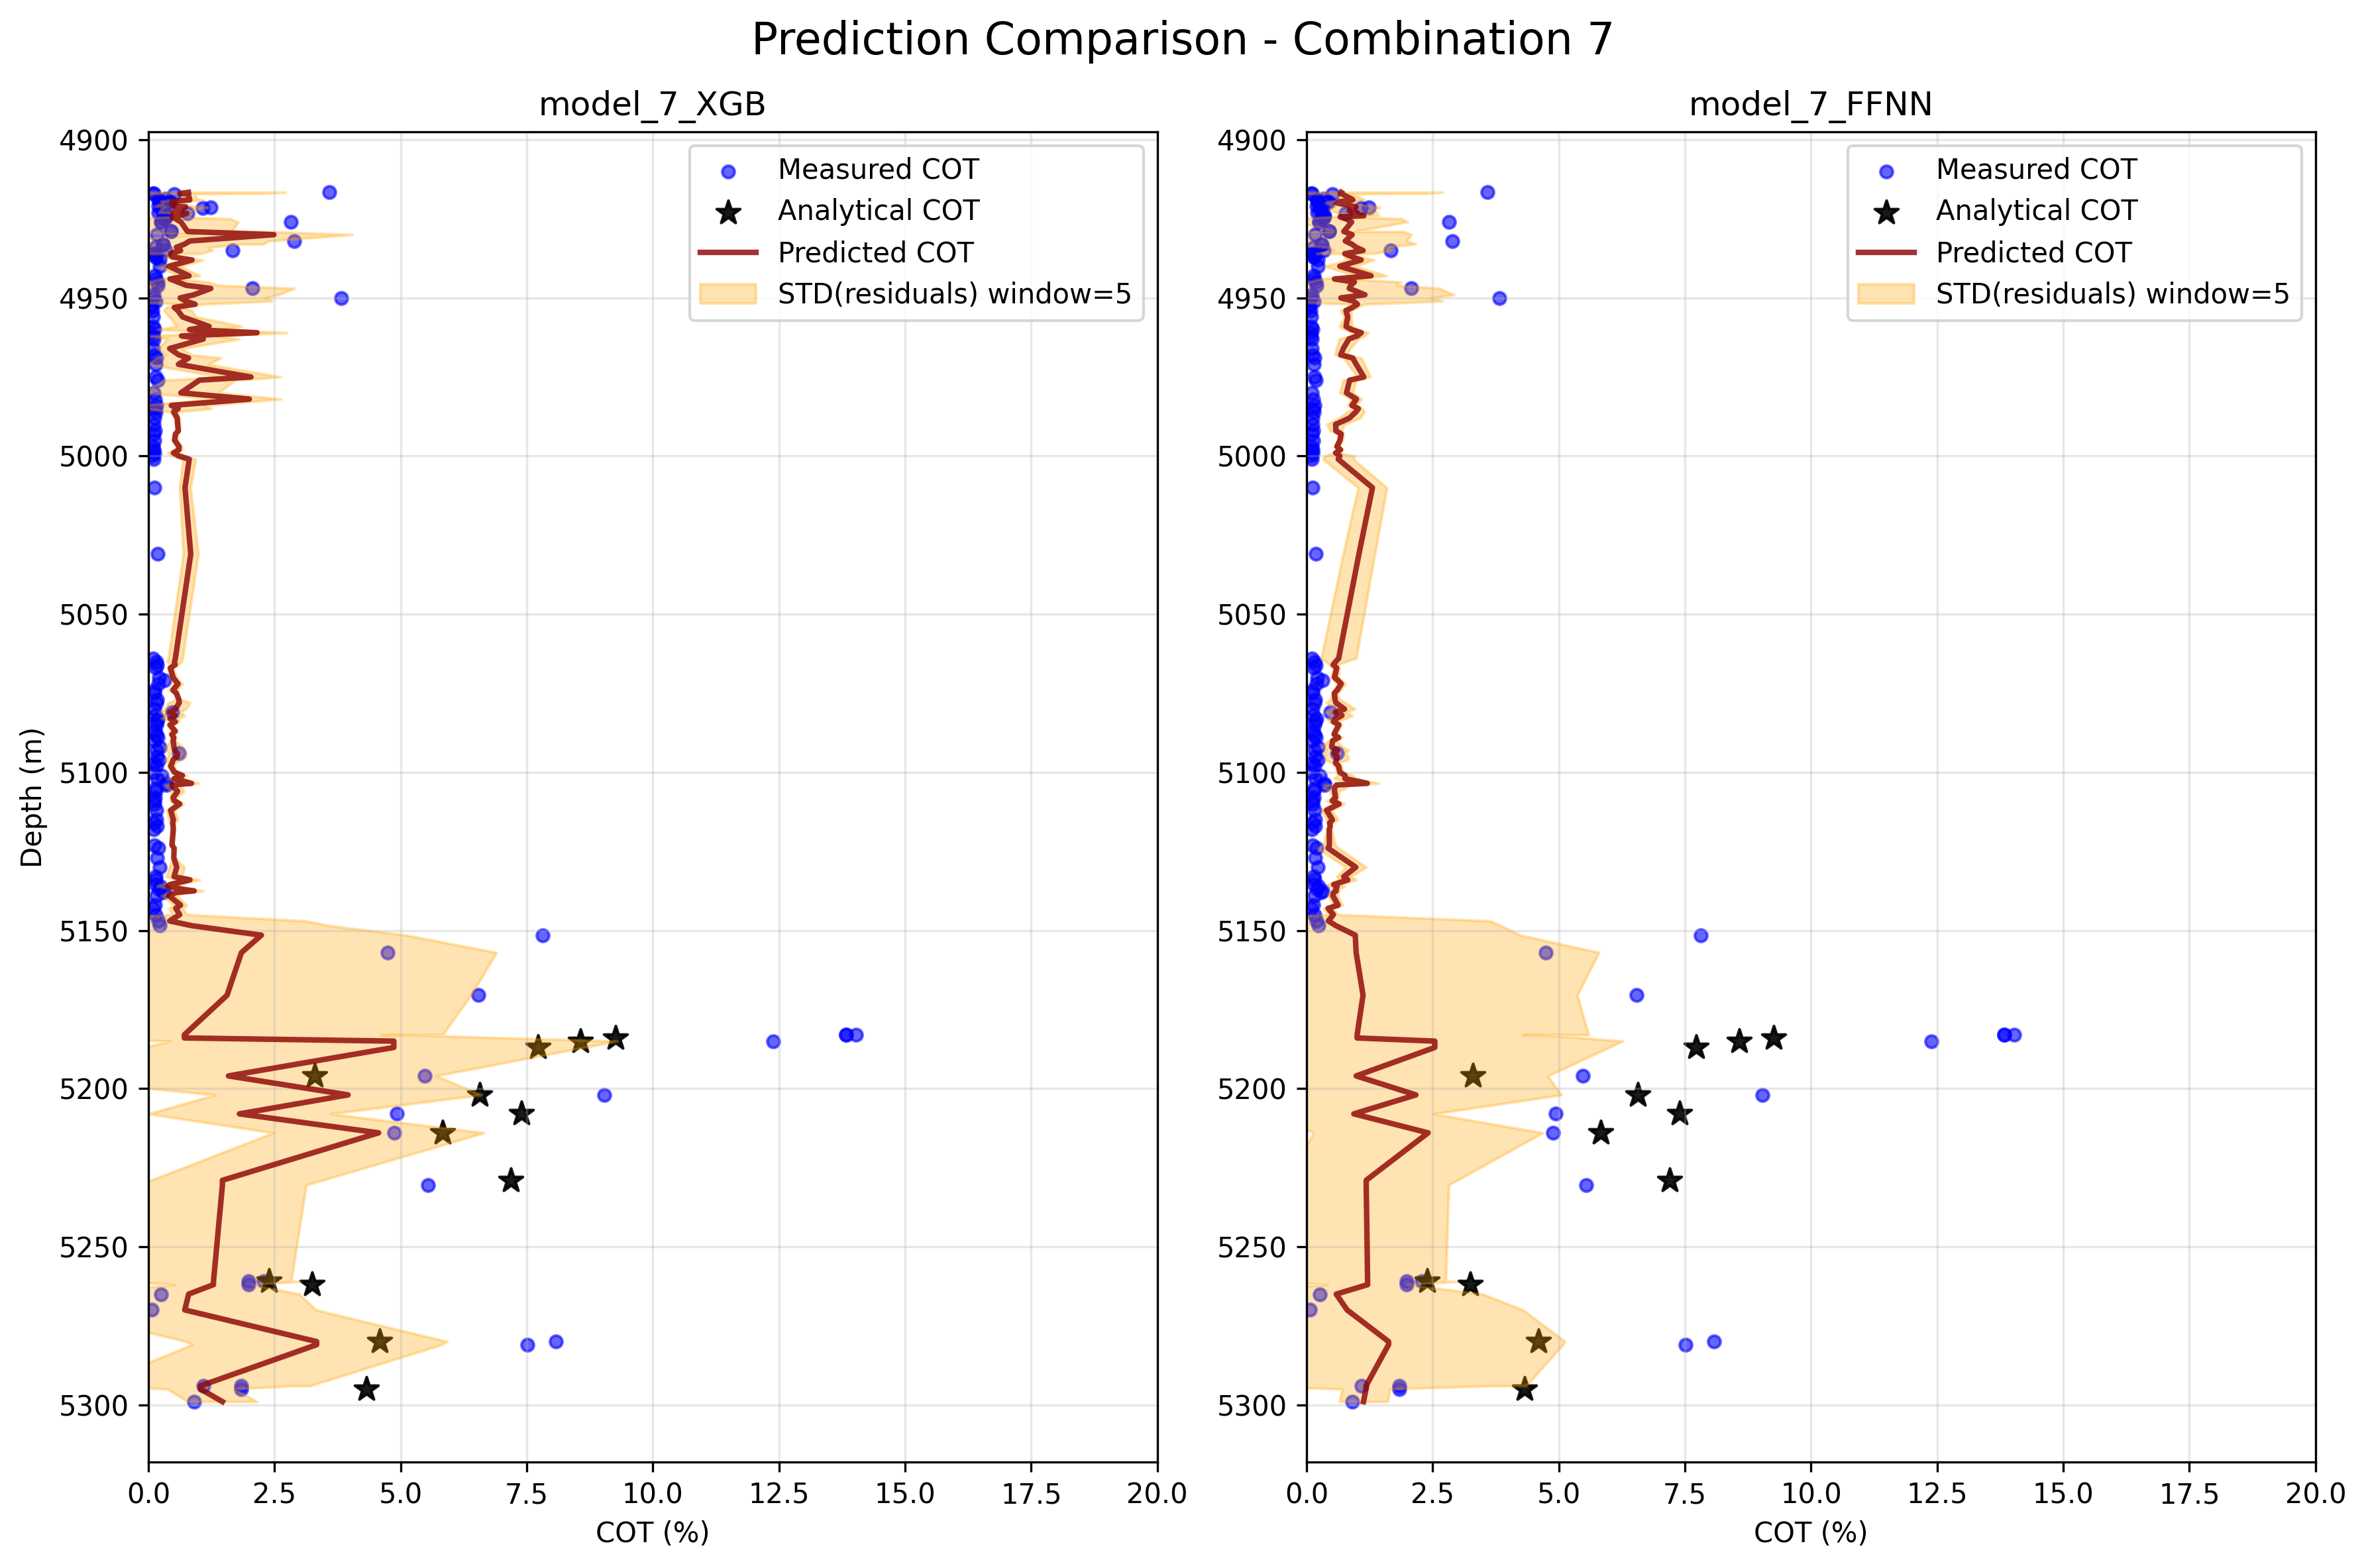 Prediction Comparison - Combination 7
model_7_XGB
Measured COT
Analytical COT
Predicted COT
STD(residuals) window=5
4900
4950
5000
5050
5100
5150
5200
5250
5300
Depth (m)
0.0 2.5 5.0 7.5 10.0 12.5 15.0 17.5 20.0
COT (%)
model_7_FFNN
Measured COT
Analytical COT
Predicted COT
STD(residuals) window=5
4900
4950
5000
5050
5100
5150
5200
5250
5300
0.0 2.5 5.0 7.5 10.0 12.5 15.0 17.5 20.0
COT (%)